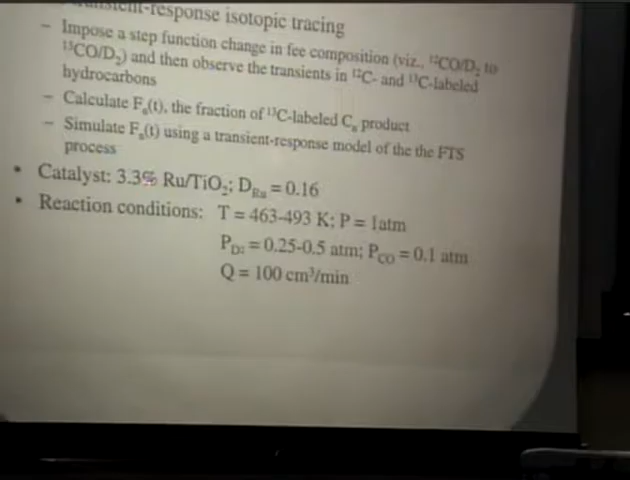 transient-response isotopic tracing
– Impose a step function change in fee composition (viz., ¹²CO/D₂ to
¹³CO/D₂) and then observe the transients in ¹²C- and ¹³C-labeled
hydrocarbons
– Calculate Fₙ(t), the fraction of ¹³C-labeled Cₙ product
– Simulate Fₙ(t) using a transient-response model of the the FTS
process
• Catalyst: 3.3% Ru/TiO₂; D_Ru = 0.16
• Reaction conditions: T = 463-493 K; P = 1atm
P_D₂ = 0.25-0.5 atm; P_CO = 0.1 atm
Q = 100 cm³/min